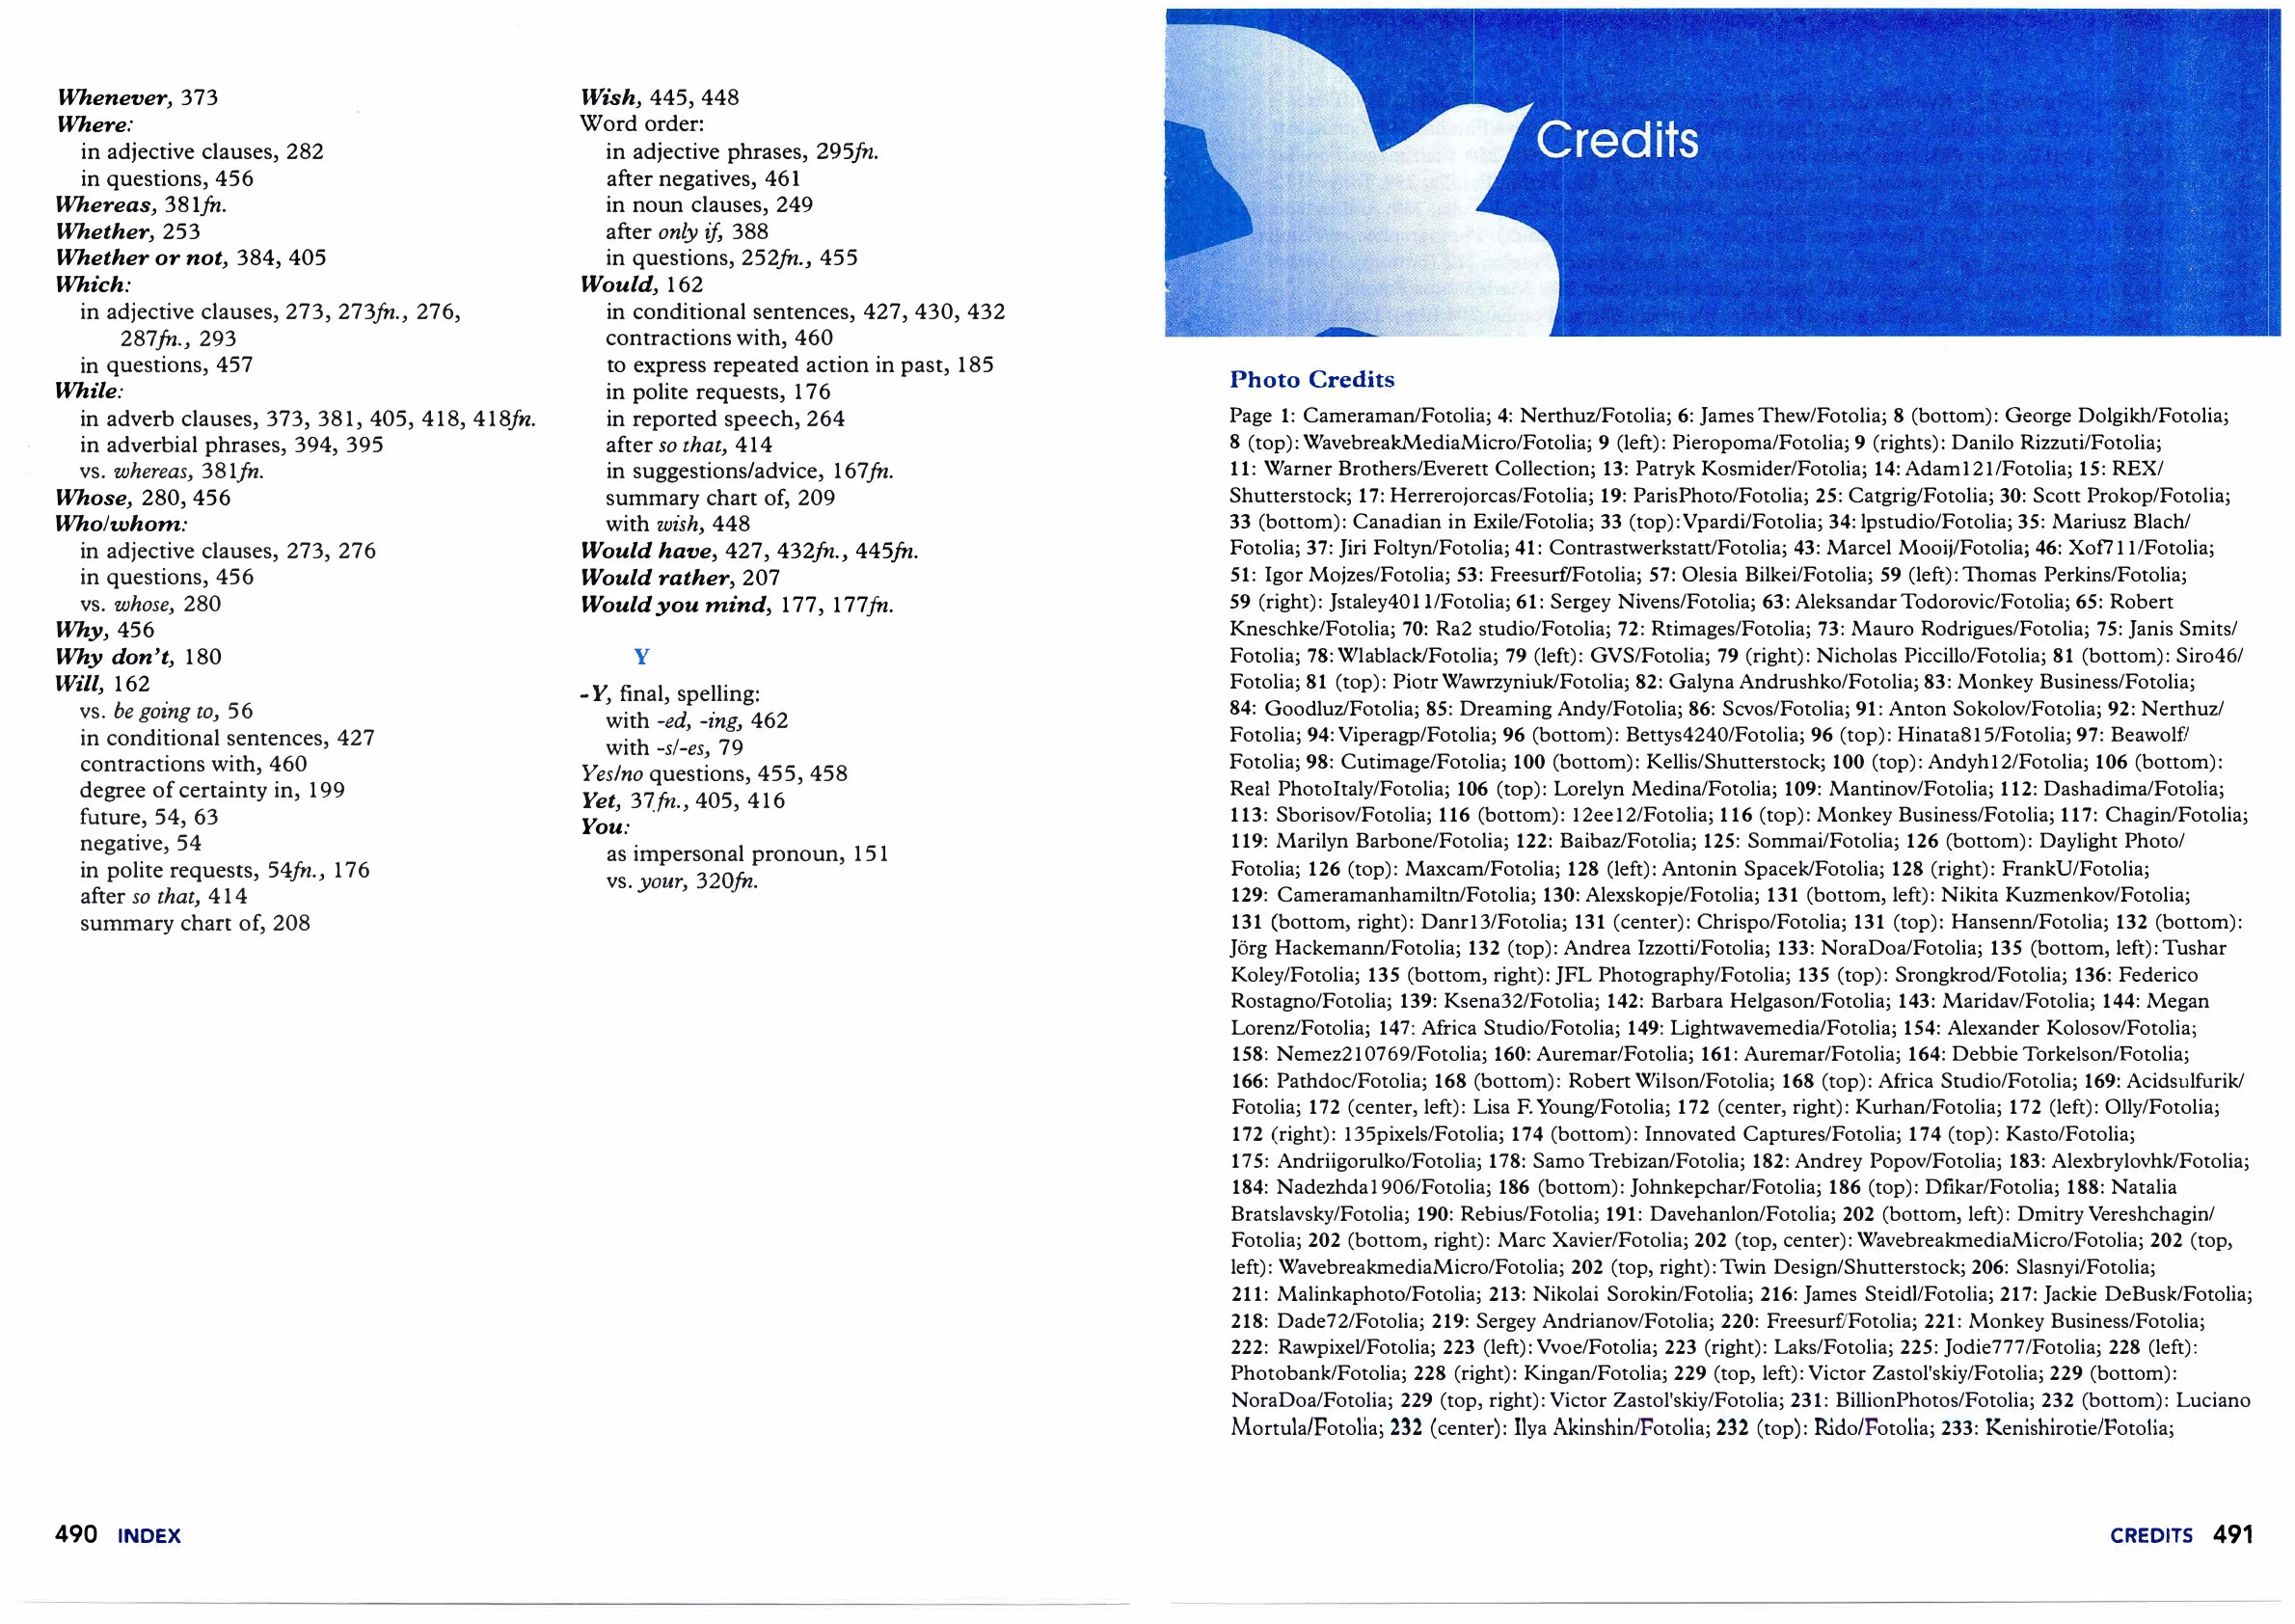 Whenever, 373
Where:
in adjective clauses, 282
in questions, 456
Whereas, 381fn.
Whether, 253
Whether or not, 384, 405
Which:
in adjective clauses, 273, 273fn., 276,
287fn., 293
in questions, 457
While:
in adverb clauses, 373, 381, 405, 418, 418fn.
in adverbial phrases, 394, 395
vs. whereas, 381fn.
Whose, 280, 456
Who/whom:
in adjective clauses, 273, 276
in questions, 456
vs. whose, 280
Why, 456
Why don't, 180
Will, 162
vs. be going to, 56
in conditional sentences, 427
contractions with, 460
degree of certainty in, 199
future, 54, 63
negative, 54
in polite requests, 54fn., 176
after so that, 414
summary chart of, 208
Wish, 445, 448
Word order:
in adjective phrases, 295fn.
after negatives, 461
in noun clauses, 249
after only if, 388
in questions, 252fn., 455
Would, 162
in conditional sentences, 427, 430, 432
contractions with, 460
to express repeated action in past, 185
in polite requests, 176
in reported speech, 264
after so that, 414
in suggestions/advice, 167fn.
summary chart of, 209
with wish, 448
Would have, 427, 432fn., 445fn.
Would rather, 207
Would you mind, 177, 177fn.
Y
-Y, final, spelling:
with -ed, -ing, 462
with -s/-es, 79
Yes/no questions, 455, 458
Yet, 37fn., 405, 416
You:
as impersonal pronoun, 151
vs. your, 320fn.
490 INDEX
Credits
Photo Credits
Page 1: Cameraman/Fotolia; 4: Nerthuz/Fotolia; 6: James Thew/Fotolia; 8 (bottom): George Dolgikh/Fotolia;
8 (top): WavebreakMediaMicro/Fotolia; 9 (left): Pieropoma/Fotolia; 9 (rights): Danilo Rizzuti/Fotolia;
11: Warner Brothers/Everett Collection; 13: Patryk Kosmider/Fotolia; 14: Adam121/Fotolia; 15: REX/
Shutterstock; 17: Herrerojorcas/Fotolia; 19: ParisPhoto/Fotolia; 25: Catgrig/Fotolia; 30: Scott Prokop/Fotolia;
33 (bottom): Canadian in Exile/Fotolia; 33 (top): Vpardi/Fotolia; 34: lpstudio/Fotolia; 35: Mariusz Blach/
Fotolia; 37: Jiri Foltyn/Fotolia; 41: Contrastwerkstatt/Fotolia; 43: Marcel Mooij/Fotolia; 46: Xof711/Fotolia;
51: Igor Mojzes/Fotolia; 53: Freesurf/Fotolia; 57: Olesia Bilkei/Fotolia; 59 (left): Thomas Perkins/Fotolia;
59 (right): Jstaley4011/Fotolia; 61: Sergey Nivens/Fotolia; 63: Aleksandar Todorovic/Fotolia; 65: Robert
Kneschke/Fotolia; 70: Ra2 studio/Fotolia; 72: Rtimages/Fotolia; 73: Mauro Rodrigues/Fotolia; 75: Janis Smits/
Fotolia; 78: Wlablack/Fotolia; 79 (left): GVS/Fotolia; 79 (right): Nicholas Piccillo/Fotolia; 81 (bottom): Siro46/
Fotolia; 81 (top): Piotr Wawrzyniuk/Fotolia; 82: Galyna Andrushko/Fotolia; 83: Monkey Business/Fotolia;
84: Goodluz/Fotolia; 85: Dreaming Andy/Fotolia; 86: Scvos/Fotolia; 91: Anton Sokolov/Fotolia; 92: Nerthuz/
Fotolia; 94: Viperagp/Fotolia; 96 (bottom): Bettys4240/Fotolia; 96 (top): Hinata815/Fotolia; 97: Beawolf/
Fotolia; 98: Cutimage/Fotolia; 100 (bottom): Kellis/Shutterstock; 100 (top): Andyh12/Fotolia; 106 (bottom):
Real PhotoItaly/Fotolia; 106 (top): Lorelyn Medina/Fotolia; 109: Mantinov/Fotolia; 112: Dashadima/Fotolia;
113: Sborisov/Fotolia; 116 (bottom): 12ee12/Fotolia; 116 (top): Monkey Business/Fotolia; 117: Chagin/Fotolia;
119: Marilyn Barbone/Fotolia; 122: Baibaz/Fotolia; 125: Sommai/Fotolia; 126 (bottom): Daylight Photo/
Fotolia; 126 (top): Maxcam/Fotolia; 128 (left): Antonin Spacek/Fotolia; 128 (right): FrankU/Fotolia;
129: Cameramanhamiltn/Fotolia; 130: Alexskopje/Fotolia; 131 (bottom, left): Nikita Kuzmenkov/Fotolia;
131 (bottom, right): Danr13/Fotolia; 131 (center): Chrispo/Fotolia; 131 (top): Hansenn/Fotolia; 132 (bottom):
Jörg Hackemann/Fotolia; 132 (top): Andrea Izzotti/Fotolia; 133: NoraDoa/Fotolia; 135 (bottom, left): Tushar
Koley/Fotolia; 135 (bottom, right): JFL Photography/Fotolia; 135 (top): Srongkrod/Fotolia; 136: Federico
Rostagno/Fotolia; 139: Ksena32/Fotolia; 142: Barbara Helgason/Fotolia; 143: Maridav/Fotolia; 144: Megan
Lorenz/Fotolia; 147: Africa Studio/Fotolia; 149: Lightwavemedia/Fotolia; 154: Alexander Kolosov/Fotolia;
158: Nemez210769/Fotolia; 160: Auremar/Fotolia; 161: Auremar/Fotolia; 164: Debbie Torkelson/Fotolia;
166: Pathdoc/Fotolia; 168 (bottom): Robert Wilson/Fotolia; 168 (top): Africa Studio/Fotolia; 169: Acidsulfurik/
Fotolia; 172 (center, left): Lisa F. Young/Fotolia; 172 (center, right): Kurhan/Fotolia; 172 (left): Olly/Fotolia;
172 (right): 135pixels/Fotolia; 174 (bottom): Innovated Captures/Fotolia; 174 (top): Kasto/Fotolia;
175: Andriigorulko/Fotolia; 178: Samo Trebizan/Fotolia; 182: Andrey Popov/Fotolia; 183: Alexbrylovhk/Fotolia;
184: Nadezhda1906/Fotolia; 186 (bottom): Johnkepchar/Fotolia; 186 (top): Dfikar/Fotolia; 188: Natalia
Bratslavsky/Fotolia; 190: Rebius/Fotolia; 191: Davehanlon/Fotolia; 202 (bottom, left): Dmitry Vereshchagin/
Fotolia; 202 (bottom, right): Marc Xavier/Fotolia; 202 (top, center): WavebreakmediaMicro/Fotolia; 202 (top,
left): WavebreakmediaMicro/Fotolia; 202 (top, right): Twin Design/Shutterstock; 206: Slasnyi/Fotolia;
211: Malinkaphoto/Fotolia; 213: Nikolai Sorokin/Fotolia; 216: James Steidl/Fotolia; 217: Jackie DeBusk/Fotolia;
218: Dade72/Fotolia; 219: Sergey Andrianov/Fotolia; 220: Freesurf/Fotolia; 221: Monkey Business/Fotolia;
222: Rawpixel/Fotolia; 223 (left): Vvoe/Fotolia; 223 (right): Laks/Fotolia; 225: Jodie777/Fotolia; 228 (left):
Photobank/Fotolia; 228 (right): Kingan/Fotolia; 229 (top, left): Victor Zastol'skiy/Fotolia; 229 (bottom):
NoraDoa/Fotolia; 229 (top, right): Victor Zastol'skiy/Fotolia; 231: BillionPhotos/Fotolia; 232 (bottom): Luciano
Mortula/Fotolia; 232 (center): Ilya Akinshin/Fotolia; 232 (top): Rido/Fotolia; 233: Kenishirotie/Fotolia;
CREDITS 491